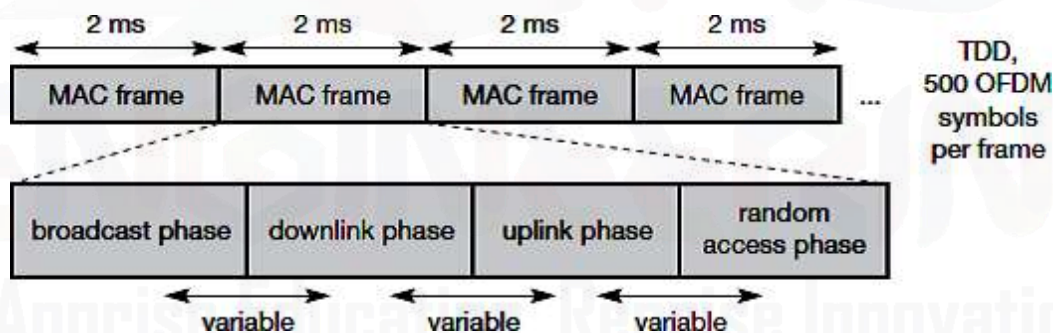 2 ms 2 ms 2 ms 2 ms
MAC frame MAC frame MAC frame MAC frame ...
TDD,
500 OFDM
symbols
per frame
broadcast phase downlink phase uplink phase random
access phase
variable variable variable